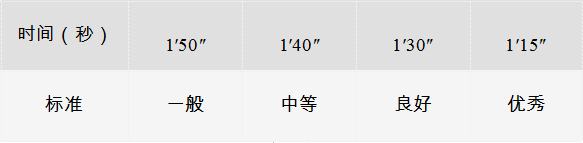 时间（秒） 1′50″ 1′40″ 1′30″ 1′15″
标准 一般 中等 良好 优秀